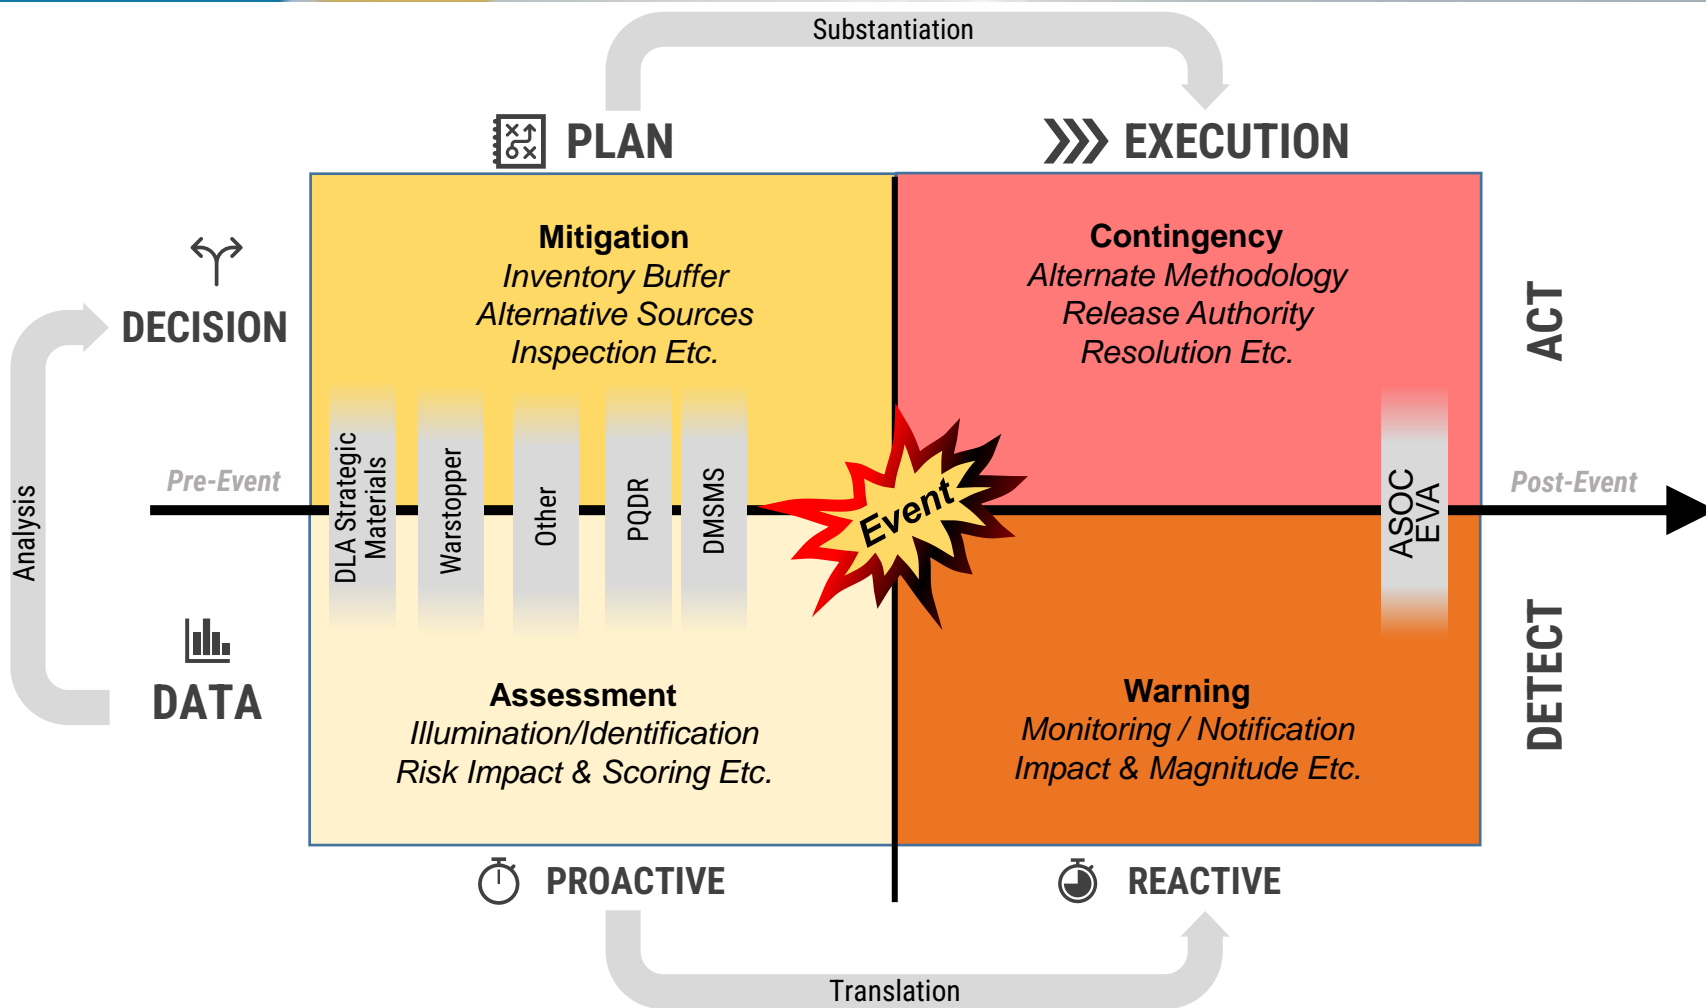 Substantiation
PLAN
EXECUTION
Mitigation
Inventory Buffer
Alternative Sources
Inspection Etc.
Contingency
Alternate Methodology
Release Authority
Resolution Etc.
DECISION
ACT
Analysis
Pre-Event
DLA Strategic
Materials
Warstopper
Other
PQDR
DMSMS
Event
ASOC
EVA
Post-Event
DATA
DETECT
Assessment
Illumination/Identification
Risk Impact & Scoring Etc.
Warning
Monitoring / Notification
Impact & Magnitude Etc.
PROACTIVE
REACTIVE
Translation